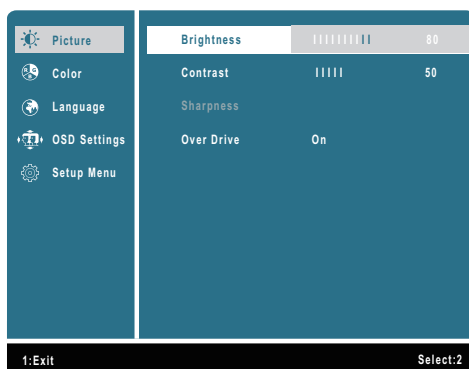 Picture
Color
Language
OSD Settings
Setup Menu
Brightness 80
Contrast 50
Sharpness
Over Drive On
1:Exit Select:2